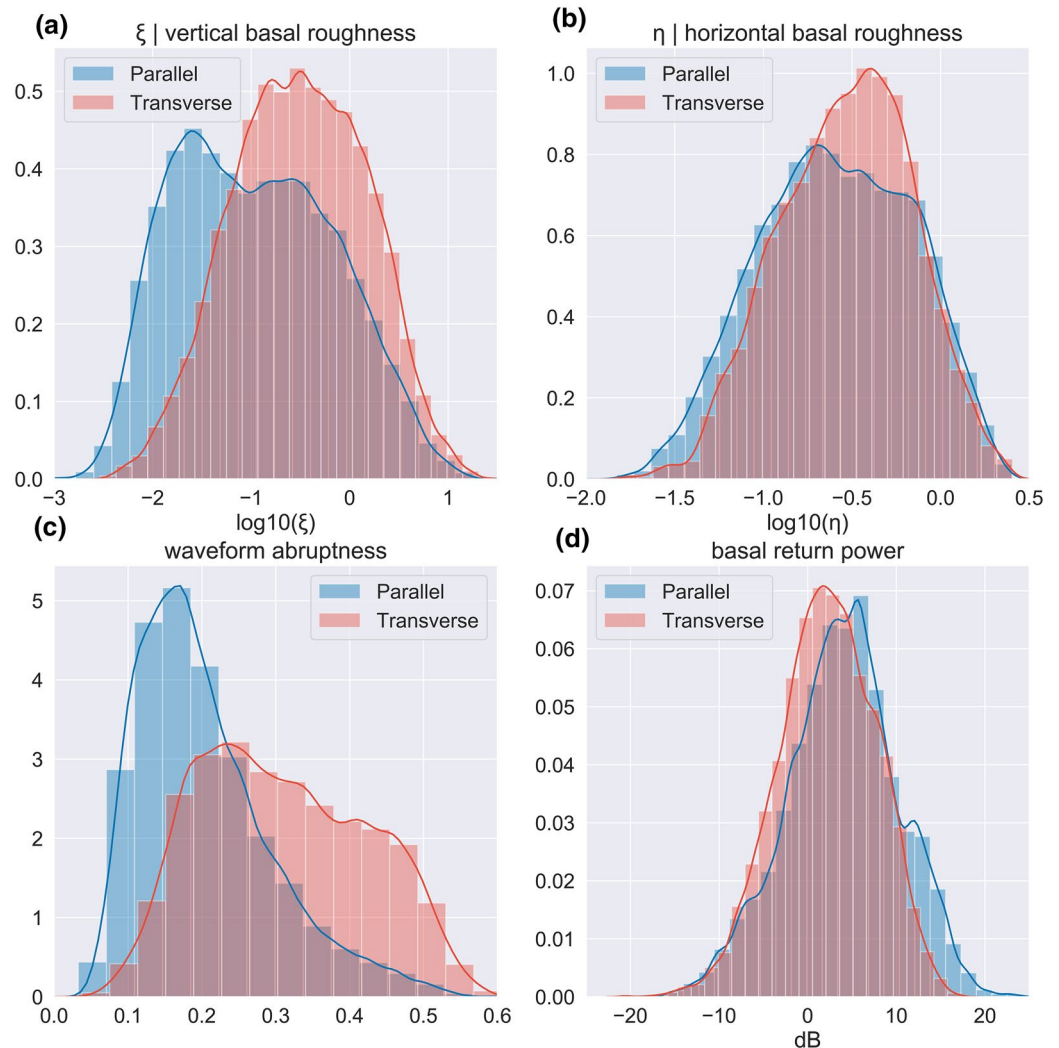 (a)
ξ | vertical basal roughness
Parallel
Transverse
0.5
0.4
0.3
0.2
0.1
0.0
−3 −2 −1 0 1
log10(ξ)
(b)
η | horizontal basal roughness
Parallel
Transverse
1.0
0.8
0.6
0.4
0.2
0.0
−2.0 −1.5 −1.0 −0.5 0.0 0.5
log10(η)
(c)
waveform abruptness
Parallel
Transverse
5
4
3
2
1
0
0.0 0.1 0.2 0.3 0.4 0.5 0.6
(d)
basal return power
Parallel
Transverse
0.07
0.06
0.05
0.04
0.03
0.02
0.01
0.00
−20 −10 0 10 20
dB